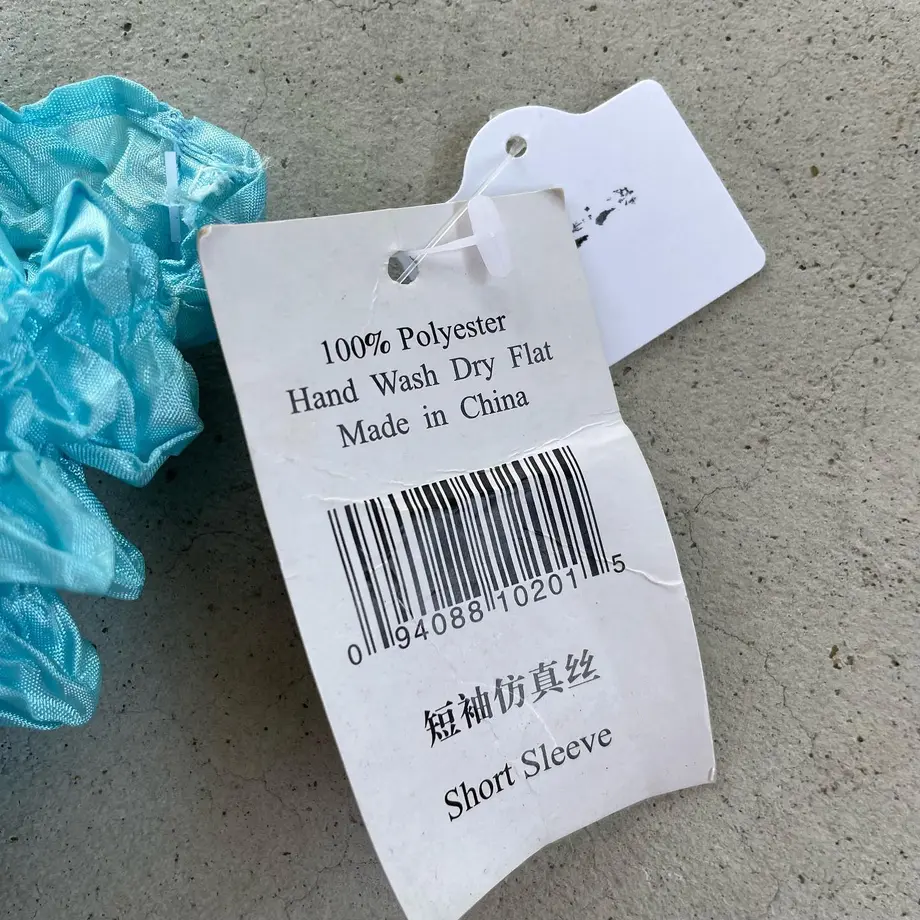 100% Polyester
Hand Wash Dry Flat
Made in China
0 94088 10201 5
短袖仿真丝
Short Sleeve